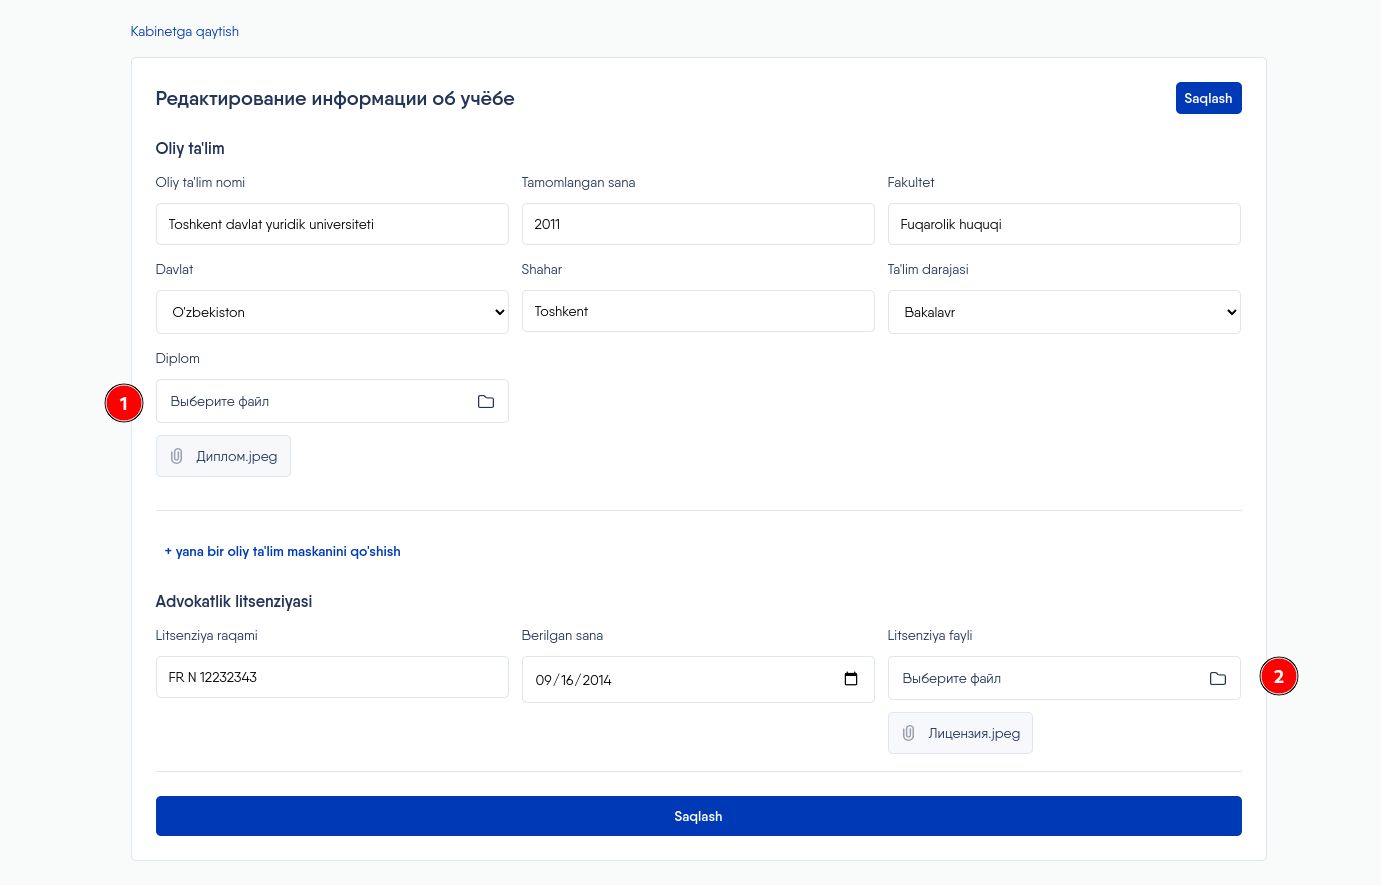 Kabinetga qaytish
Редактирование информации об учёбе
Saqlash
Oliy ta'lim
Oliy ta'lim nomi
Tamomlangan sana
Fakultet
Toshkent davlat yuridik universiteti
2011
Fuqarolik huquqi
Davlat
Shahar
Ta'lim darajasi
O'zbekiston
Toshkent
Bakalavr
Diplom
1
Выберите файл
Диплом.jpeg
+ yana bir oliy ta'lim maskanini qo'shish
Advokatlik litsenziyasi
Litsenziya raqami
Berilgan sana
Litsenziya fayli
FR N 12232343
09/16/2014
Выберите файл
2
Лицензия.jpeg
Saqlash